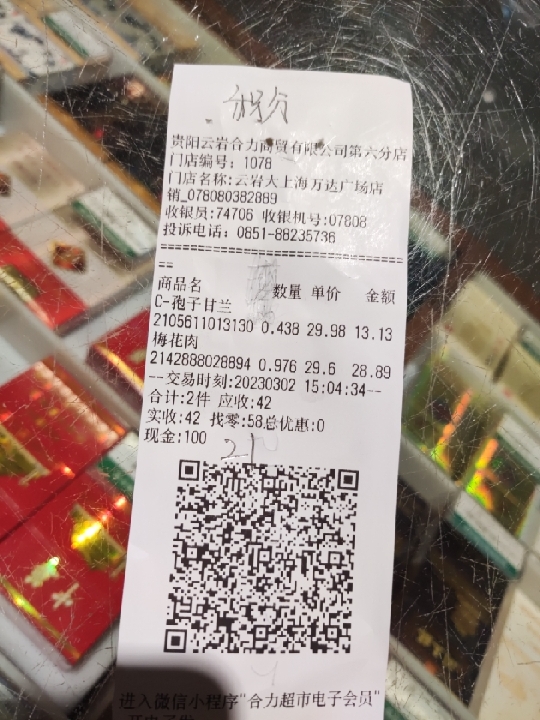 贵阳云岩合力商贸有限公司第六分店
门店编号: 1078
门店名称:云岩大上海万达广场店
销_078080382899
收银员:74706 收银机号:07808
投诉电话: 0851-88235736
==================================
==
商品名 数量 单价 金额
C-孢子甘兰
2105611013130 0.438 29.98 13.13
梅花肉
2142888028894 0.976 29.6 28.89
--交易时刻:20230302 15:04:34--
合计:2件 应收:42
实收:42 找零:58总优惠:0
现金:100
21
进入微信小程序"合力超市电子会员"